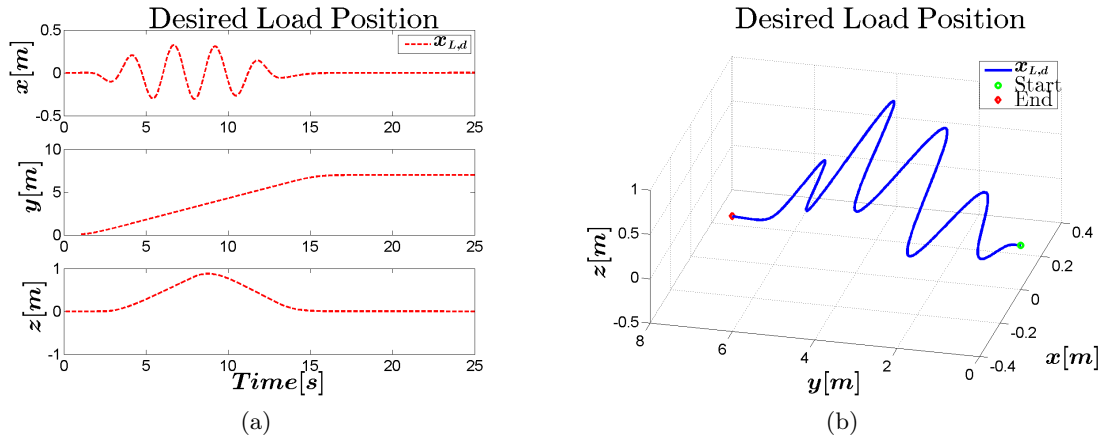 Desired Load Position
x[m]
0.5
0
-0.5
x_{L,d}
0 5 10 15 20 25
y[m]
10
5
0
0 5 10 15 20 25
z[m]
1
0
-1
0 5 10 15 20 25
Time[s]
(a)
Desired Load Position
x_{L,d}
Start
End
z[m]
1
0.5
0
-0.5
8 6 4 2 0
y[m]
0.4
0.2
0
-0.2
-0.4
x[m]
(b)